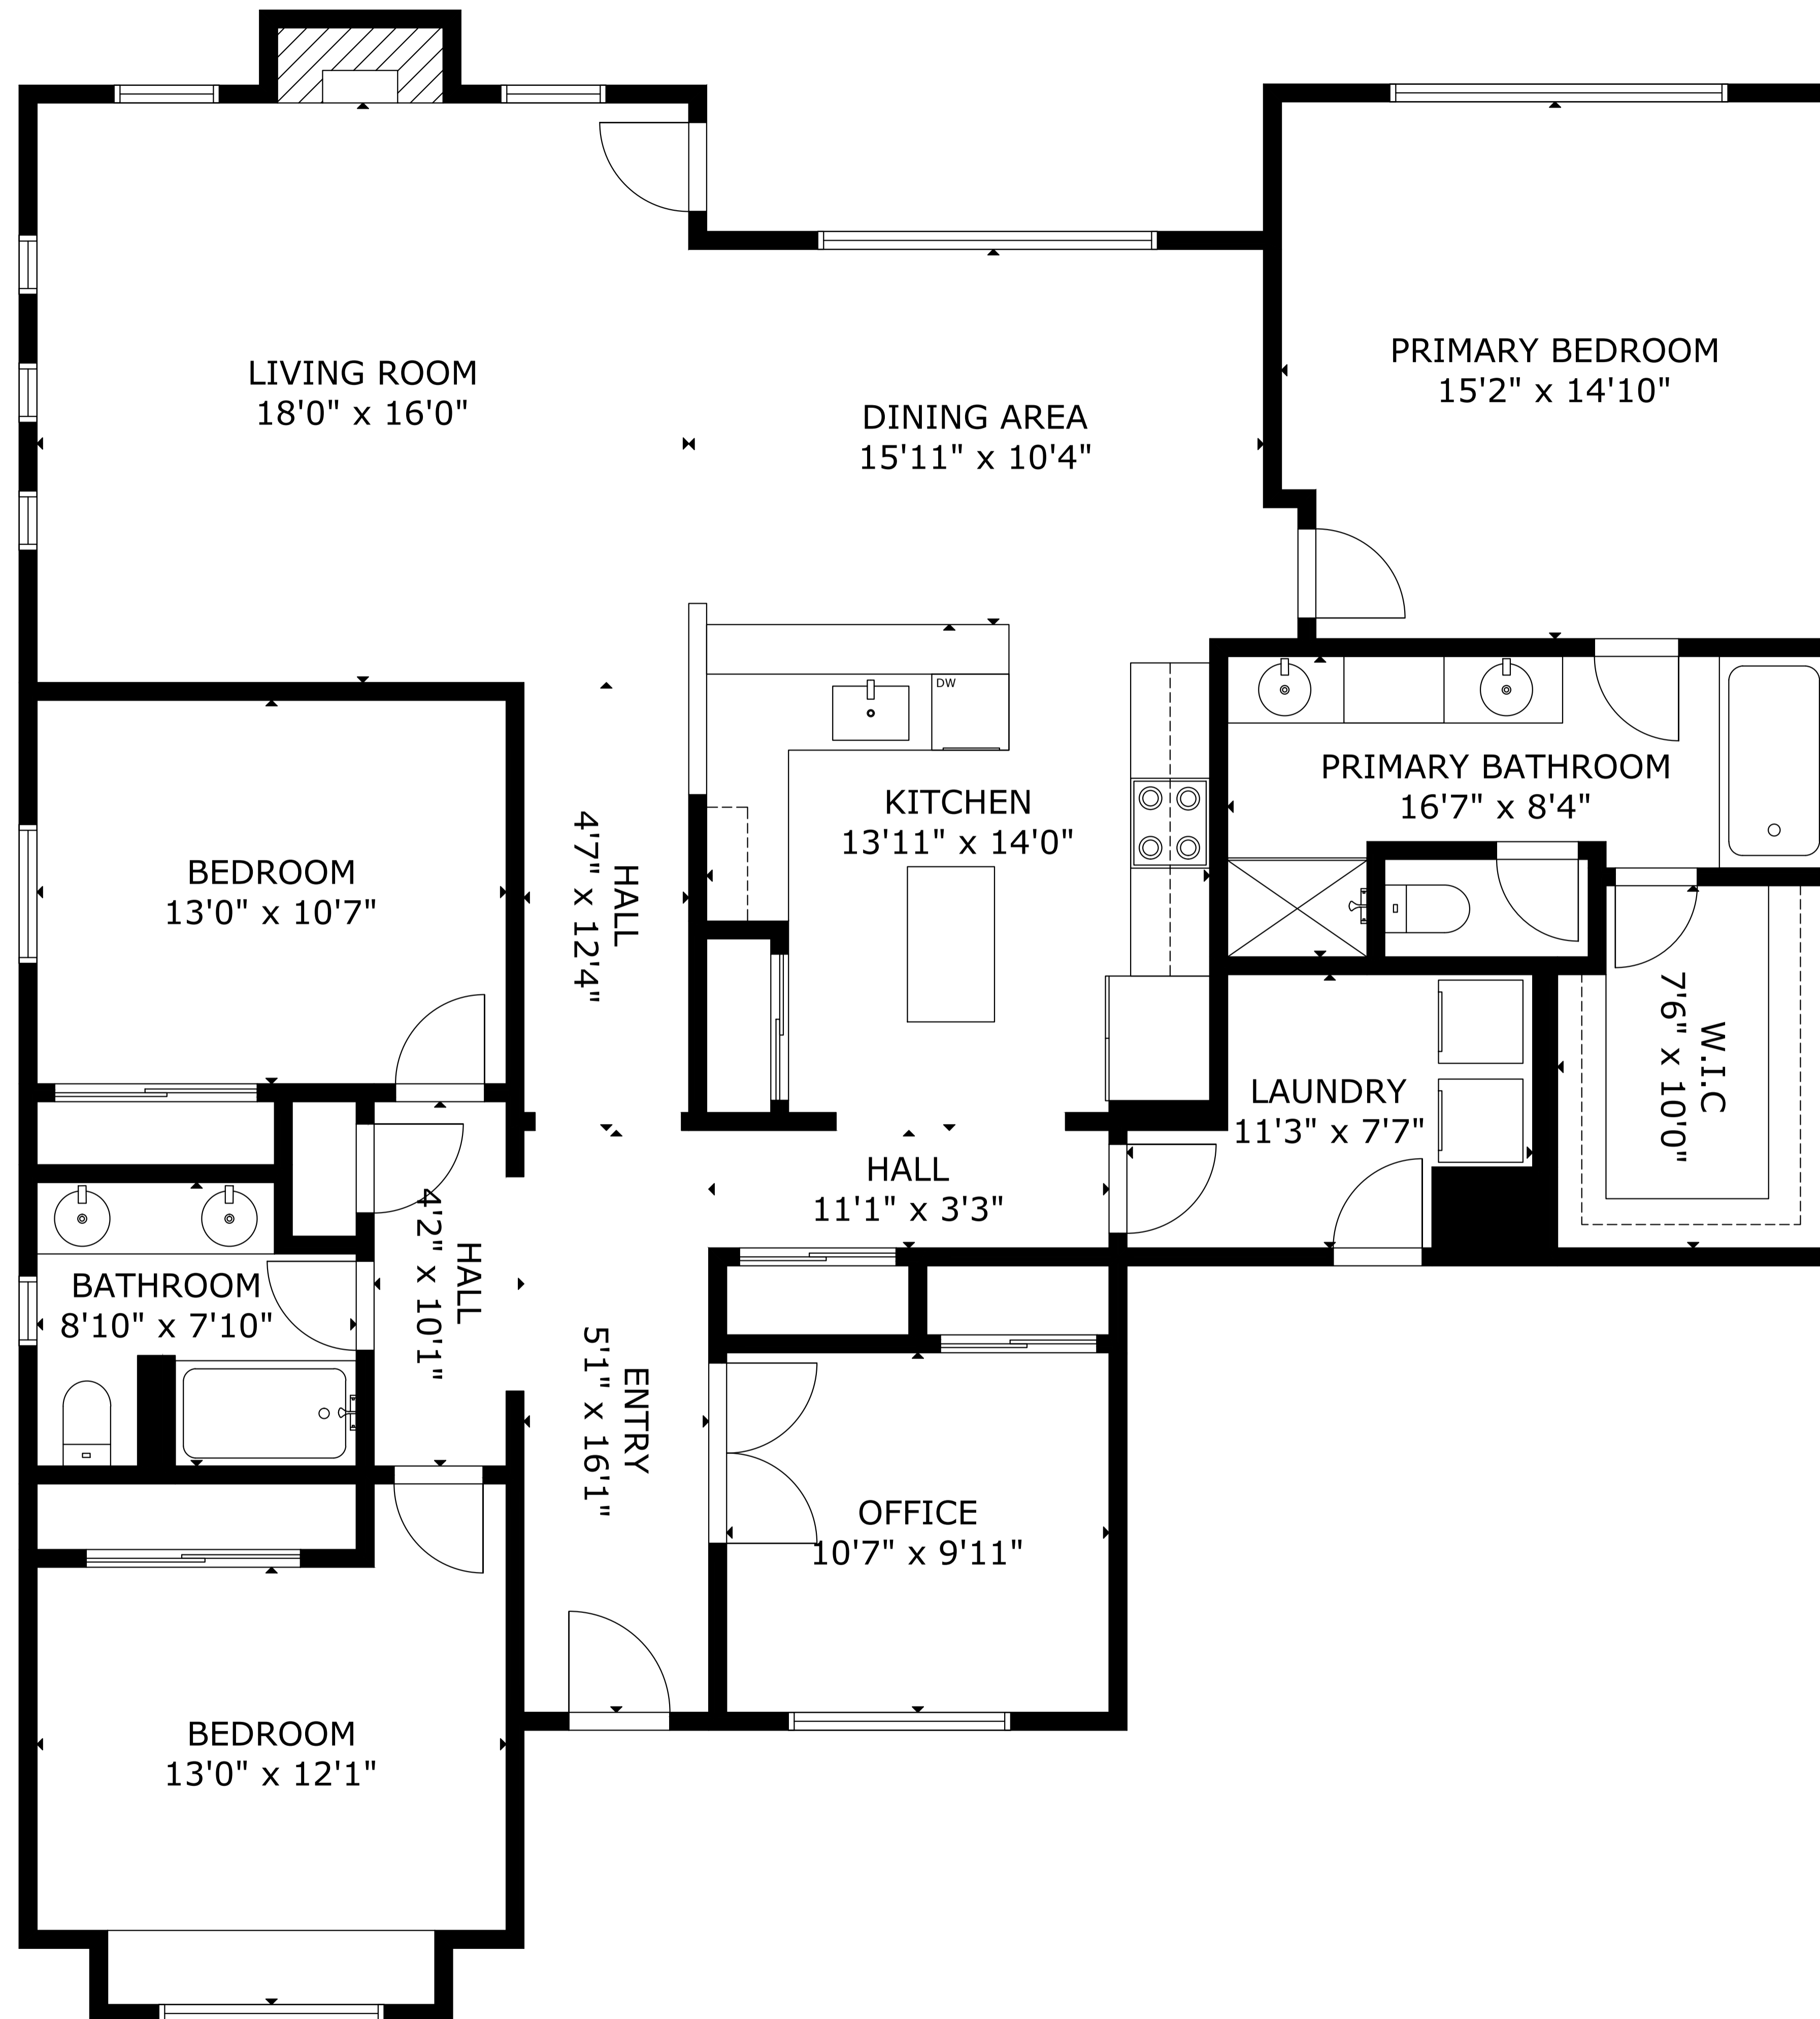 PRIMARY BEDROOM
15'2" x 14'10"
LIVING ROOM
18'0" x 16'0"
DINING AREA
15'11" x 10'4"
DW
PRIMARY BATHROOM
16'7" x 8'4"
KITCHEN
13'11" x 14'0"
BEDROOM
13'0" x 10'7"
HALL
4'7" x 12'4"
W.I.C
7'6" x 10'0"
LAUNDRY
11'3" x 7'7"
HALL
11'1" x 3'3"
HALL
4'2" x 10'1"
BATHROOM
8'10" x 7'10"
ENTRY
5'1" x 16'1"
OFFICE
10'7" x 9'11"
BEDROOM
13'0" x 12'1"